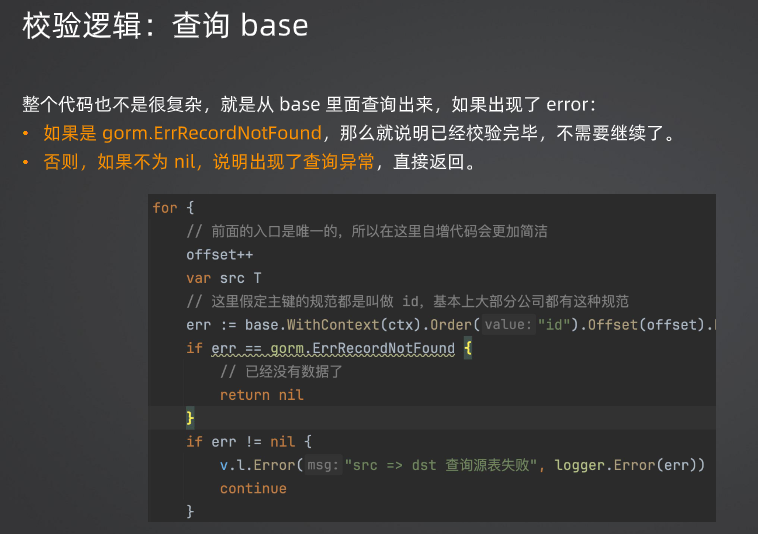 校验逻辑：查询 base
整个代码也不是很复杂，就是从 base 里面查询出来，如果出现了 error：
• 如果是 gorm.ErrRecordNotFound，那么就说明已经校验完毕，不需要继续了。
• 否则，如果不为 nil，说明出现了查询异常，直接返回。
for {
// 前面的入口是唯一的，所以在这里自增代码会更加简洁
offset++
var src T
// 这里假定主键的规范都是叫做 id，基本上大部分公司都有这种规范
err := base.WithContext(ctx).Order( value: "id").Offset(offset).
if err == gorm.ErrRecordNotFound {
// 已经没有数据了
return nil
}
if err != nil {
v.l.Error( msg: "src => dst 查询源表失败", logger.Error(err))
continue
}